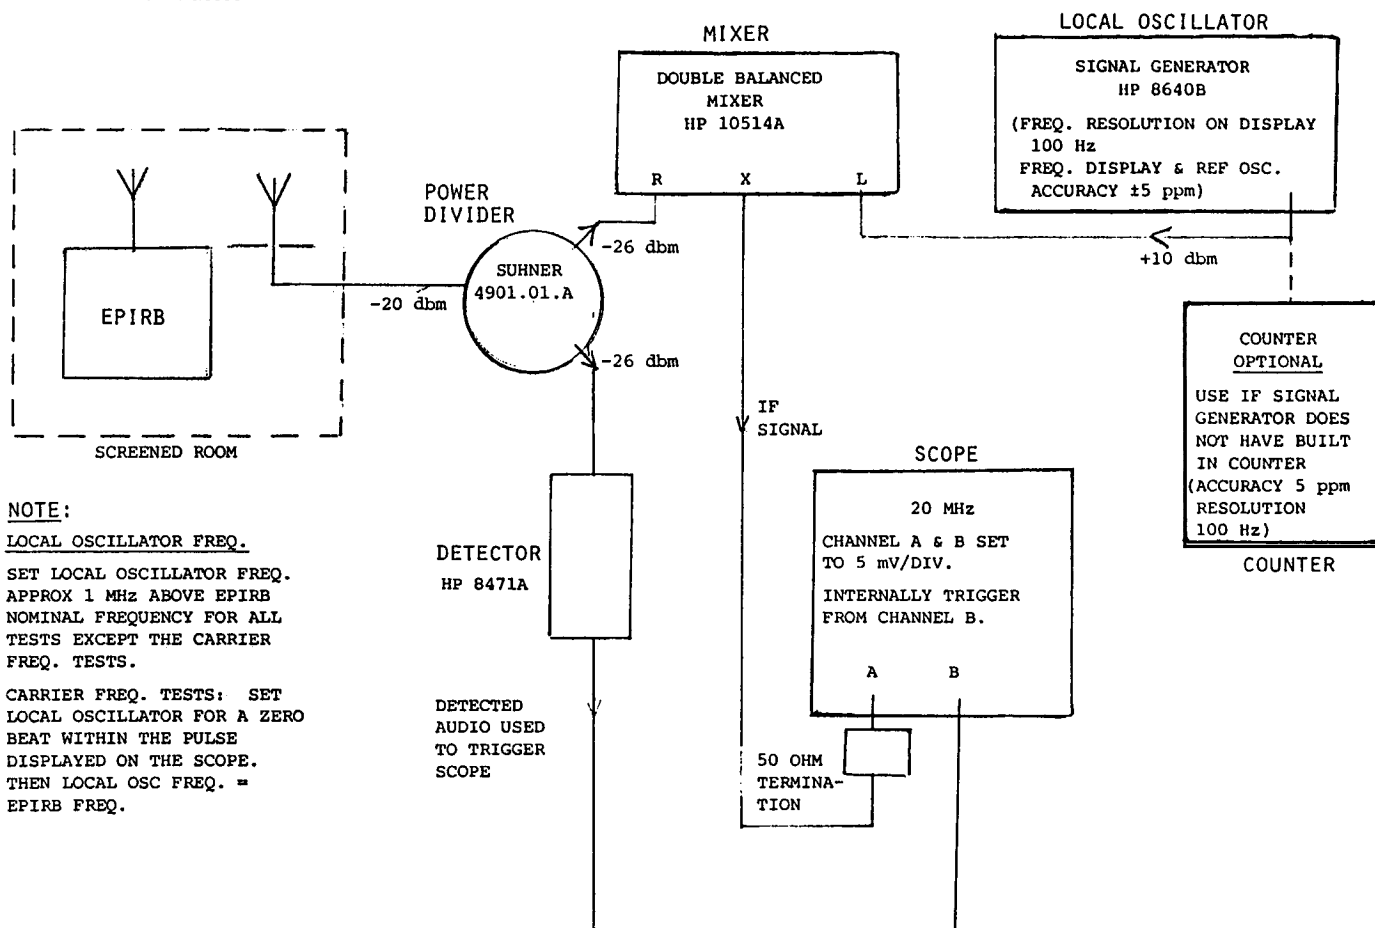 LOCAL OSCILLATOR
SIGNAL GENERATOR
HP 8640B
(FREQ. RESOLUTION ON DISPLAY
100 Hz
FREQ. DISPLAY & REF OSC.
ACCURACY ±5 ppm)
MIXER
DOUBLE BALANCED
MIXER
HP 10514A
R X L
+10 dbm
POWER
DIVIDER
SUHNER
4901.01.A
-20 dbm
-26 dbm
-26 dbm
EPIRB
SCREENED ROOM
COUNTER
OPTIONAL
USE IF SIGNAL
GENERATOR DOES
NOT HAVE BUILT
IN COUNTER
(ACCURACY 5 ppm
RESOLUTION
100 Hz)
COUNTER
IF
SIGNAL
SCOPE
20 MHz
CHANNEL A & B SET
TO 5 mV/DIV.
INTERNALLY TRIGGER
FROM CHANNEL B.
A B
50 OHM
TERMINA-
TION
DETECTOR
HP 8471A
DETECTED
AUDIO USED
TO TRIGGER
SCOPE
NOTE:
LOCAL OSCILLATOR FREQ.
SET LOCAL OSCILLATOR FREQ.
APPROX 1 MHz ABOVE EPIRB
NOMINAL FREQUENCY FOR ALL
TESTS EXCEPT THE CARRIER
FREQ. TESTS.
CARRIER FREQ. TESTS: SET
LOCAL OSCILLATOR FOR A ZERO
BEAT WITHIN THE PULSE
DISPLAYED ON THE SCOPE.
THEN LOCAL OSC FREQ. =
EPIRB FREQ.